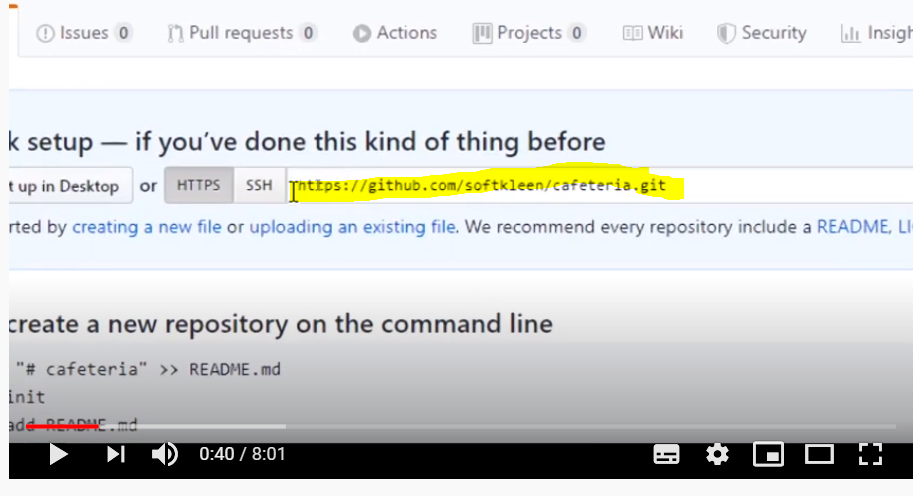 Issues 0 Pull requests 0 Actions Projects 0 Wiki Security Insigh
k setup — if you've done this kind of thing before
t up in Desktop or HTTPS SSH https://github.com/softkleen/cafeteria.git
rted by creating a new file or uploading an existing file. We recommend every repository include a README, LI
create a new repository on the command line
"# cafeteria" >> README.md
init
add README.md
0:40 / 8:01